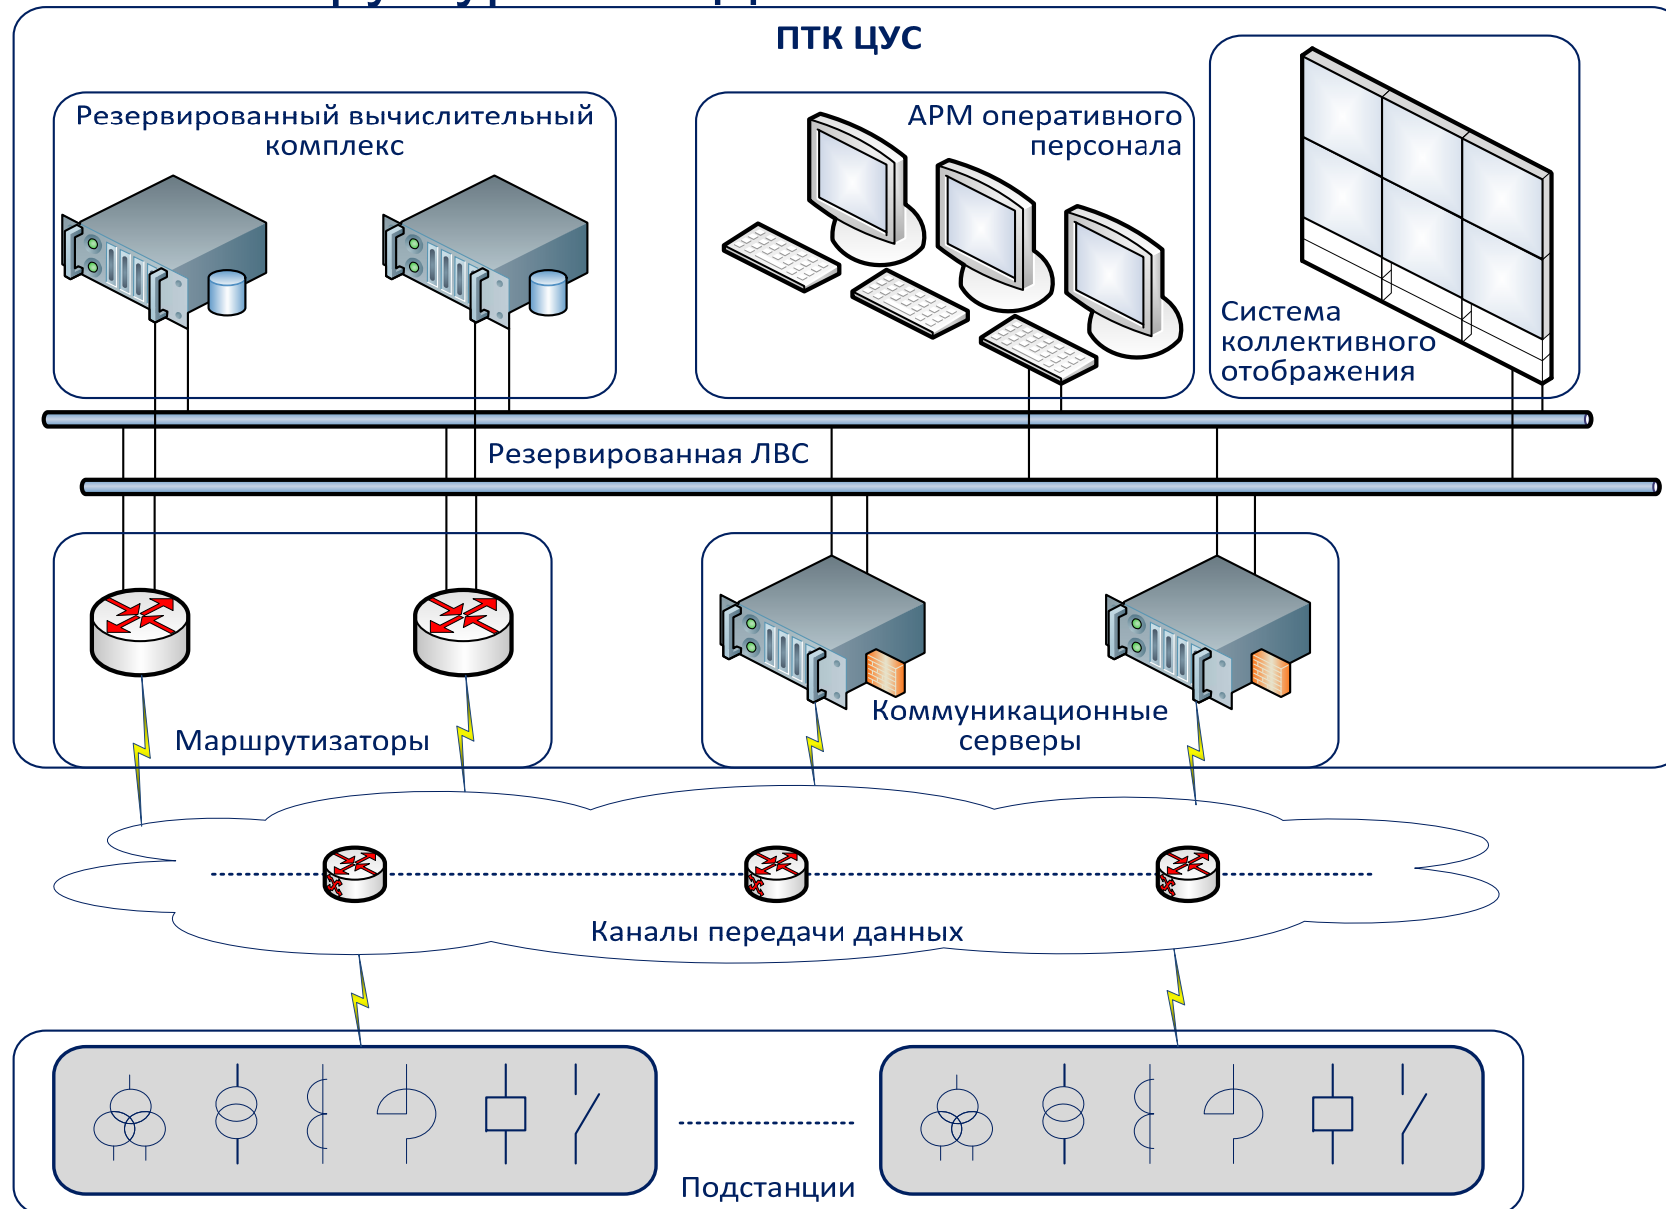 ПТК ЦУС
Резервированный вычислительный
комплекс
АРМ оперативного
персонала
Система
коллективного
отображения
Резервированная ЛВС
Маршрутизаторы
Коммуникационные
серверы
Каналы передачи данных
Подстанции